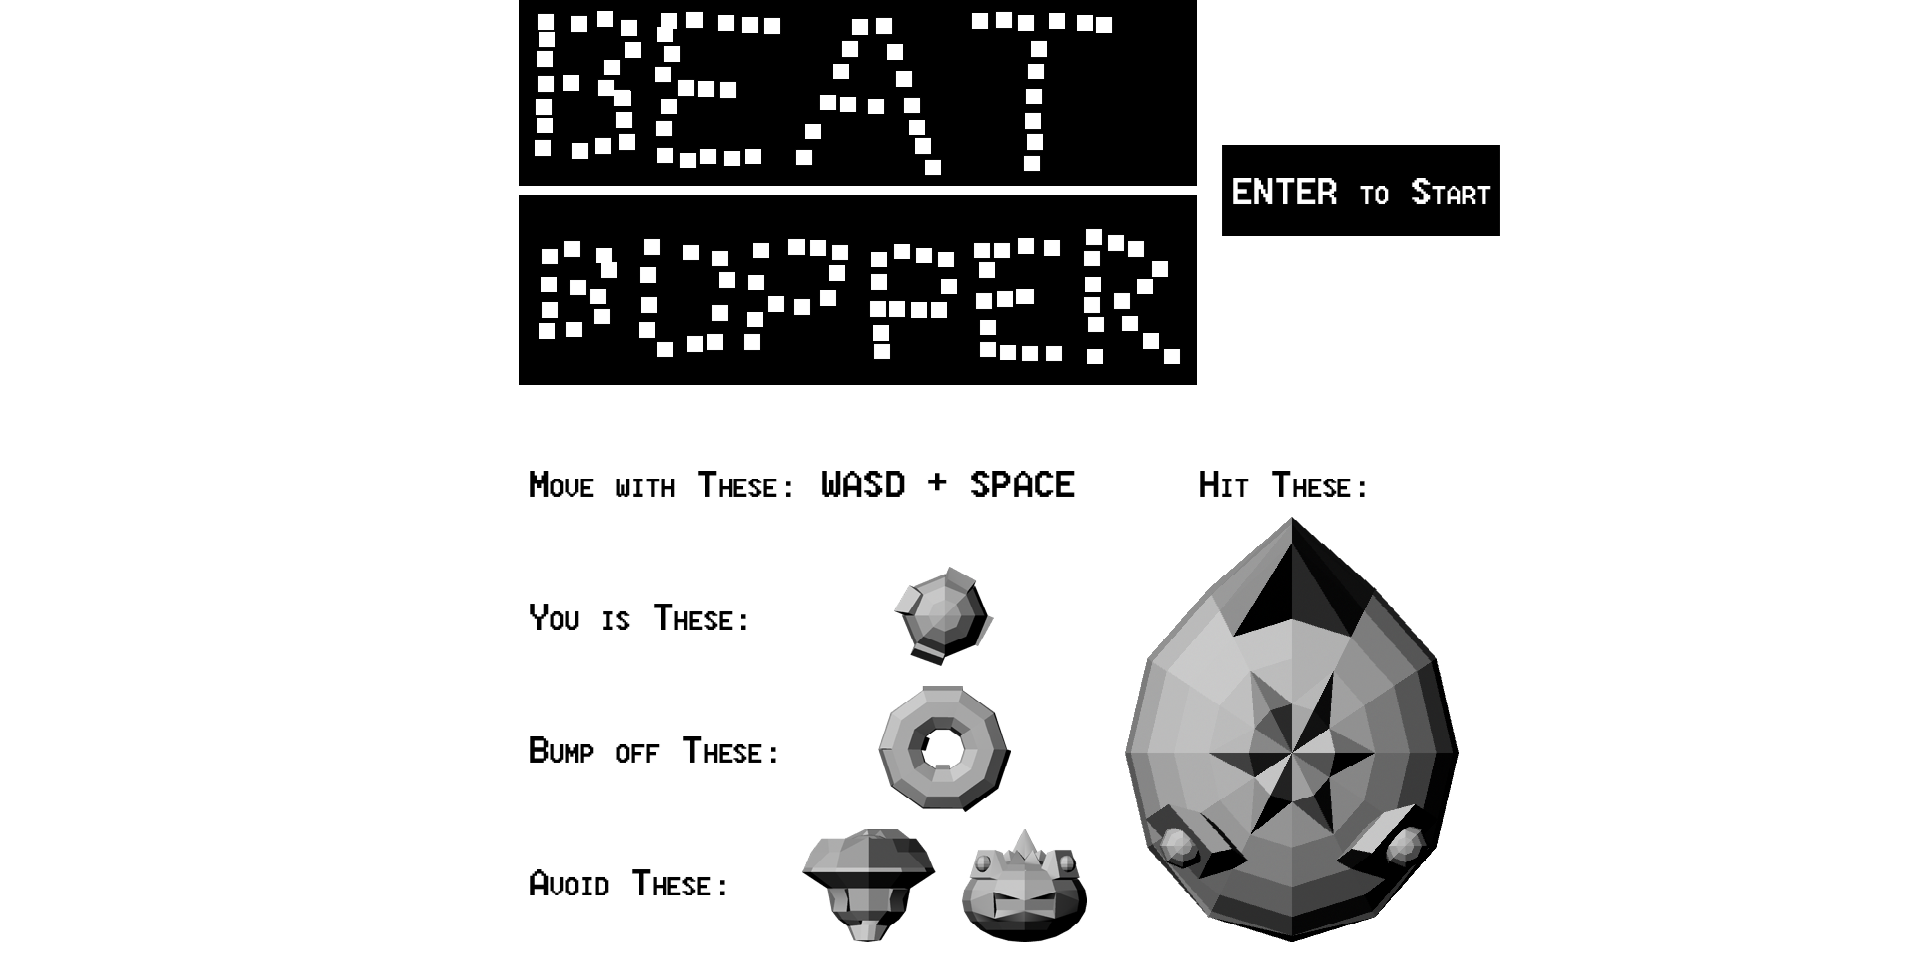 BEAT
BOPPER
ENTER to Start
Move with These: WASD + SPACE
Hit These:
You is These:
Bump off These:
Avoid These: